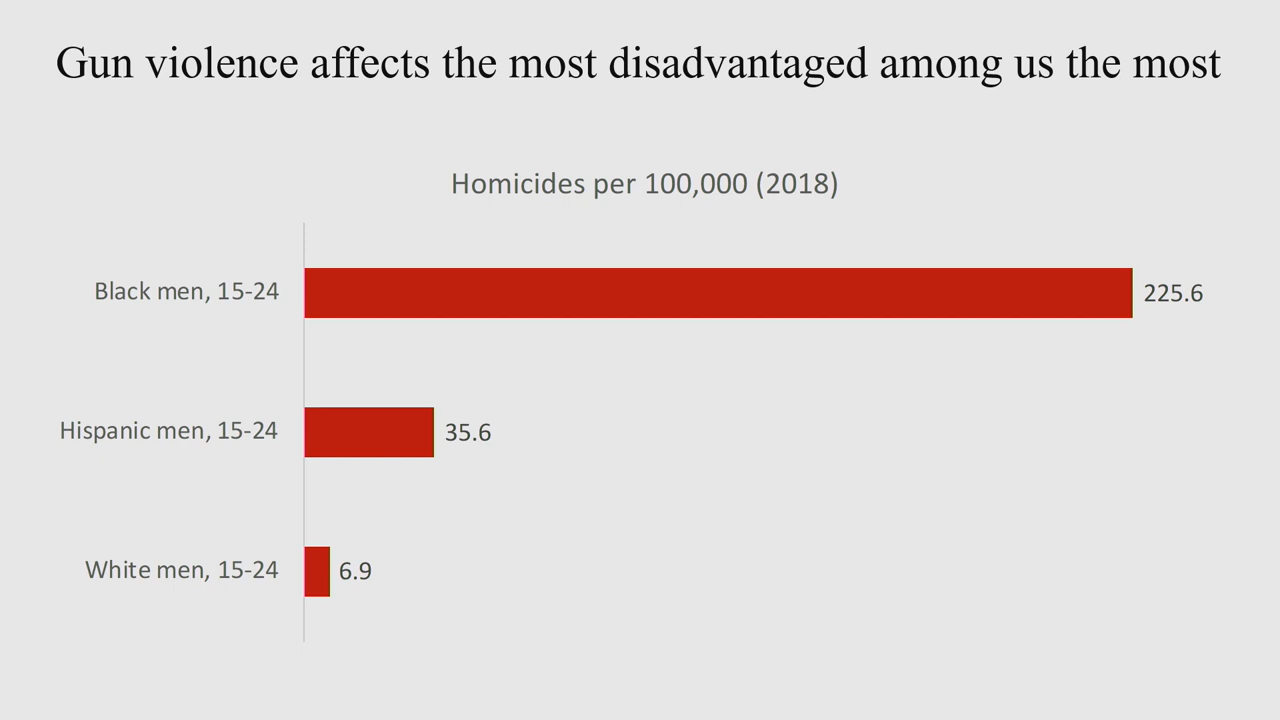 Gun violence affects the most disadvantaged among us the most
Homicides per 100,000 (2018)
Black men, 15-24
225.6
Hispanic men, 15-24
35.6
White men, 15-24
6.9